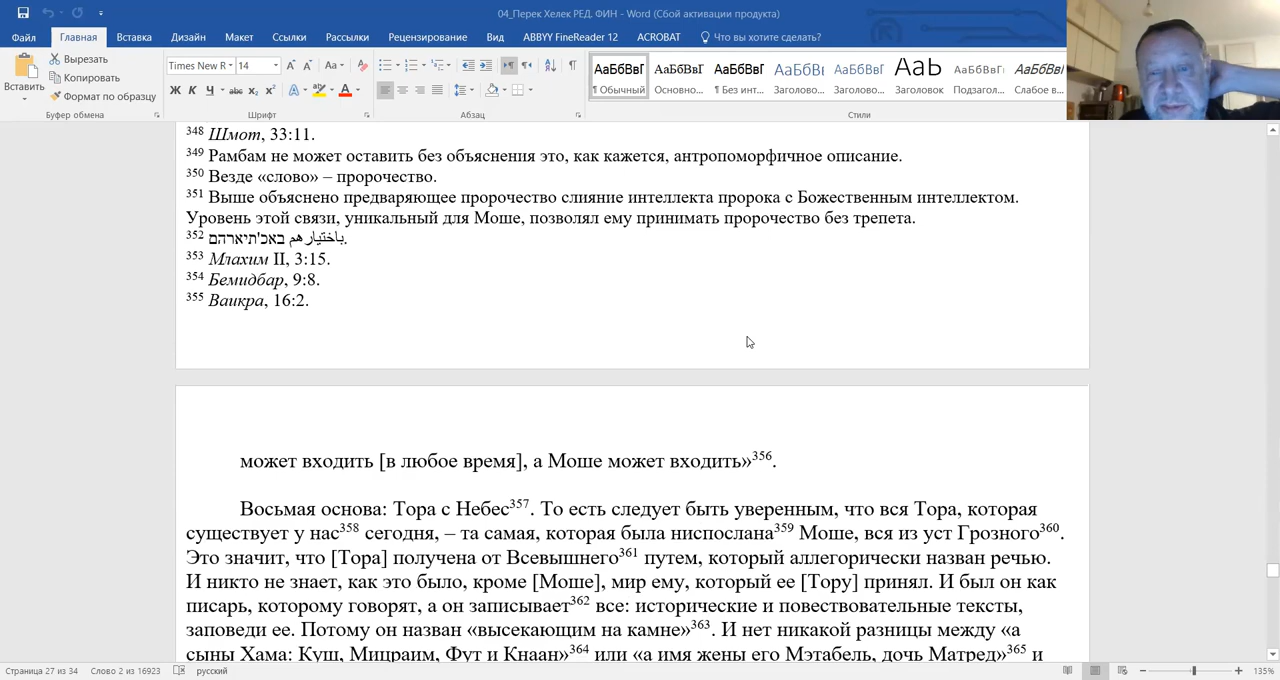 04_Перек Хелек РЕД. ФИН - Word (Сбой активации продукта)
Файл Главная Вставка Дизайн Макет Ссылки Рассылки Рецензирование Вид ABBYY FineReader 12 ACROBAT Что вы хотите сделать?
Вставить
Вырезать
Копировать
Формат по образцу
Буфер обмена
Times New R 14
Ж К Ч abc x₂ x²
Шрифт
Абзац
АаБбВвГ АаБбВвГ АаБбВвГ АаБбВвГ АаБбВвГ АаБ АаБбВвГ АаБбВвГ
¶ Обычный Основно... ¶ Без инт... Заголово... Заголово... Заголовок Подзагол... Слабое в...
Стили
348 Шмот, 33:11.
349 Рамбам не может оставить без объяснения это, как кажется, антропоморфичное описание.
350 Везде «слово» – пророчество.
351 Выше объяснено предваряющее пророчество слияние интеллекта пророка с Божественным интеллектом.
Уровень этой связи, уникальный для Моше, позволял ему принимать пророчество без трепета.
352 באכ'תיארהם باختيارهم.
353 Млахим II, 3:15.
354 Бемидбар, 9:8.
355 Ваикра, 16:2.
может входить [в любое время], а Моше может входить»356.
Восьмая основа: Тора с Небес357. То есть следует быть уверенным, что вся Тора, которая
существует у нас358 сегодня, – та самая, которая была ниспослана359 Моше, вся из уст Грозного360.
Это значит, что [Тора] получена от Всевышнего361 путем, который аллегорически назван речью.
И никто не знает, как это было, кроме [Моше], мир ему, который ее [Тору] принял. И был он как
писарь, которому говорят, а он записывает362 все: исторические и повествовательные тексты,
заповеди ее. Потому он назван «высекающим на камне»363. И нет никакой разницы между «а
сыны Хама: Куш, Мицраим, Фут и Кнаан»364 или «а имя жены его Мэтабель, дочь Матред»365 и
Страница 27 из 34 Слово 2 из 16923 русский 135%